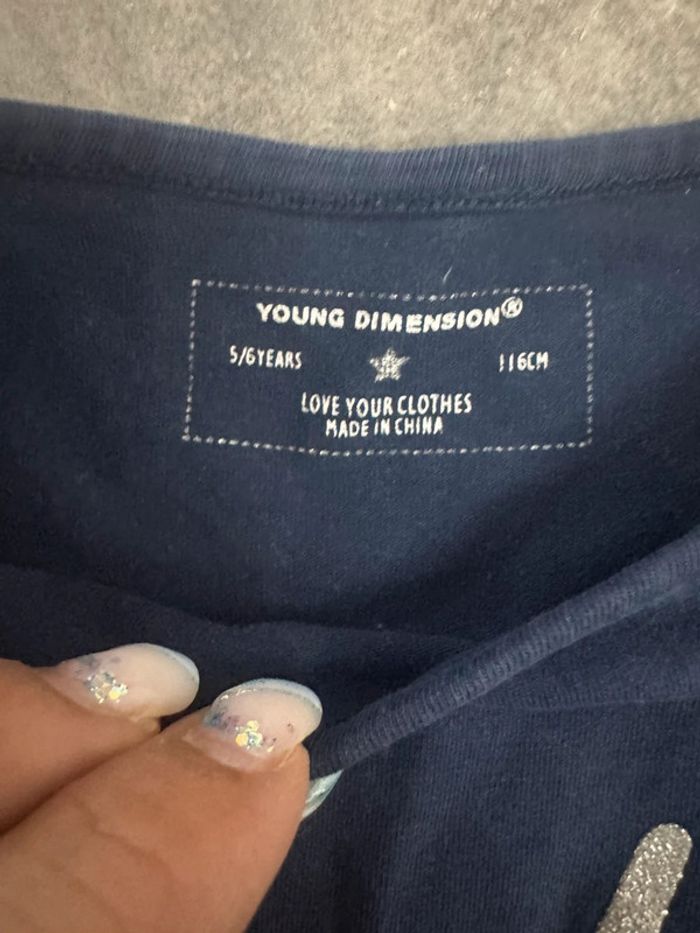 YOUNG DIMENSION®
5/6YEARS 116CM
LOVE YOUR CLOTHES
MADE IN CHINA